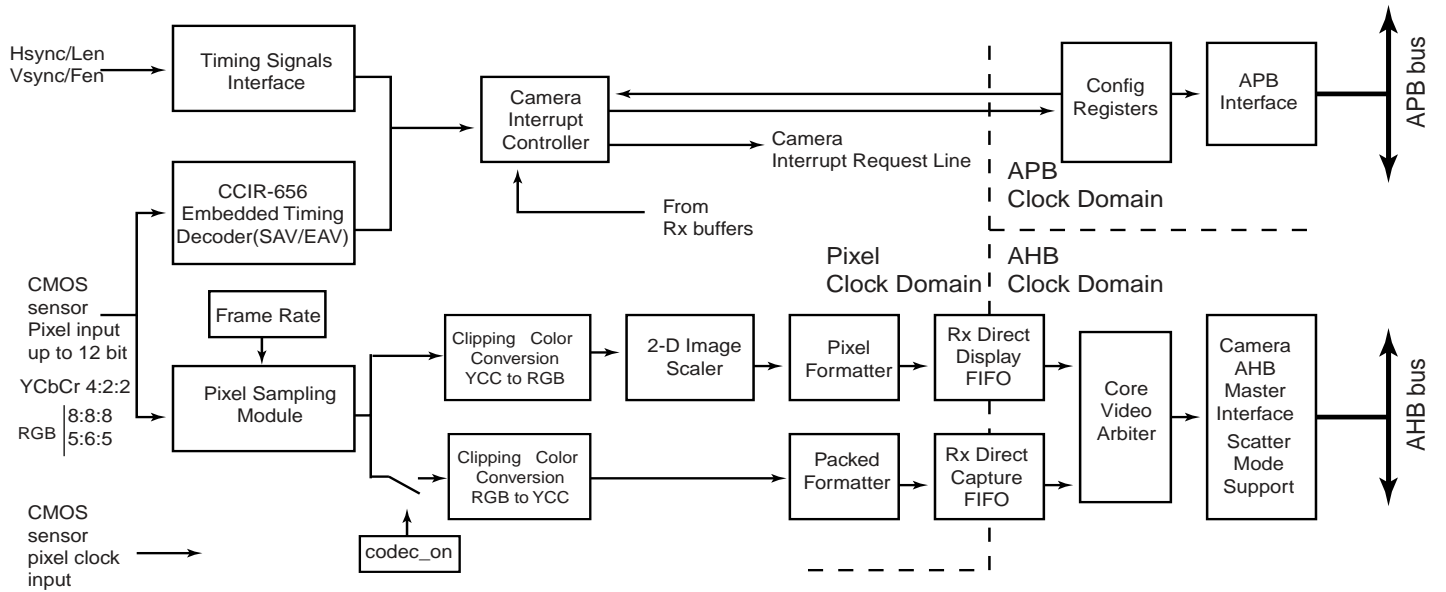 Hsync/Len
Vsync/Fen
Timing Signals
Interface
Camera
Interrupt
Controller
Config
Registers
APB
Interface
APB bus
Camera
Interrupt Request Line
APB
Clock Domain
CCIR-656
Embedded Timing
Decoder(SAV/EAV)
From
Rx buffers
Pixel
Clock Domain
AHB
Clock Domain
CMOS
sensor
Pixel input
up to 12 bit
YCbCr 4:2:2
RGB
8:8:8
5:6:5
Frame Rate
Pixel Sampling
Module
Clipping Color
Conversion
YCC to RGB
2-D Image
Scaler
Pixel
Formatter
Rx Direct
Display
FIFO
Core
Video
Arbiter
Camera
AHB
Master
Interface
Scatter
Mode
Support
AHB bus
Clipping Color
Conversion
RGB to YCC
Packed
Formatter
Rx Direct
Capture
FIFO
codec_on
CMOS
sensor
pixel clock
input